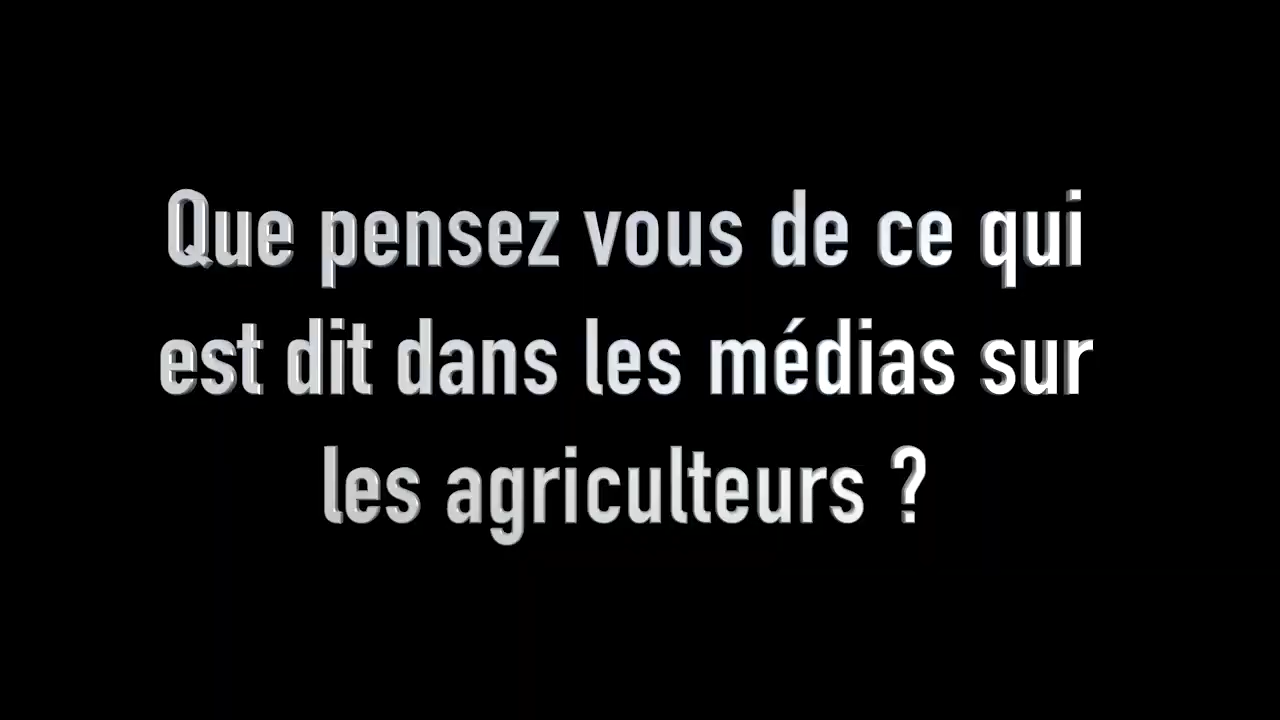 Que pensez vous de ce qui
est dit dans les médias sur
les agriculteurs ?